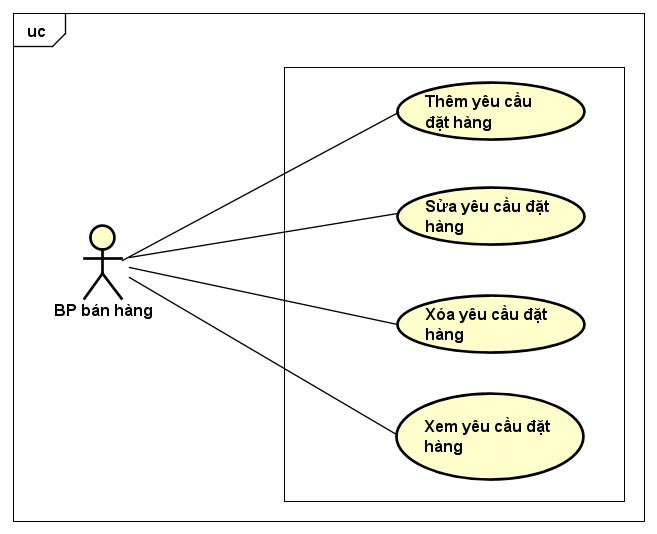 uc
Thêm yêu cầu
đặt hàng
Sửa yêu cầu đặt
hàng
BP bán hàng
Xóa yêu cầu đặt
hàng
Xem yêu cầu đặt
hàng